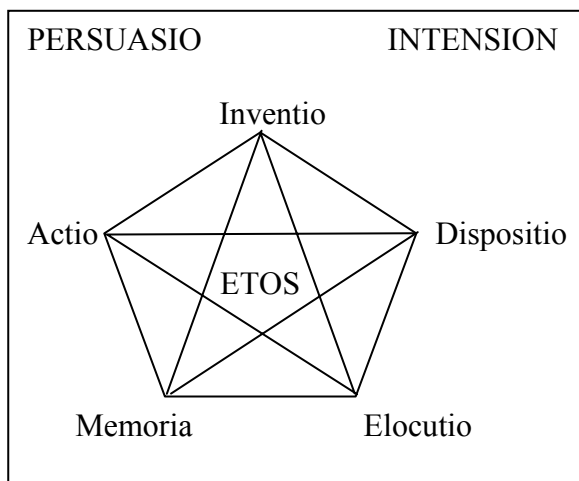 PERSUASIO INTENSION
Inventio
Actio Dispositio
ETOS
Memoria Elocutio